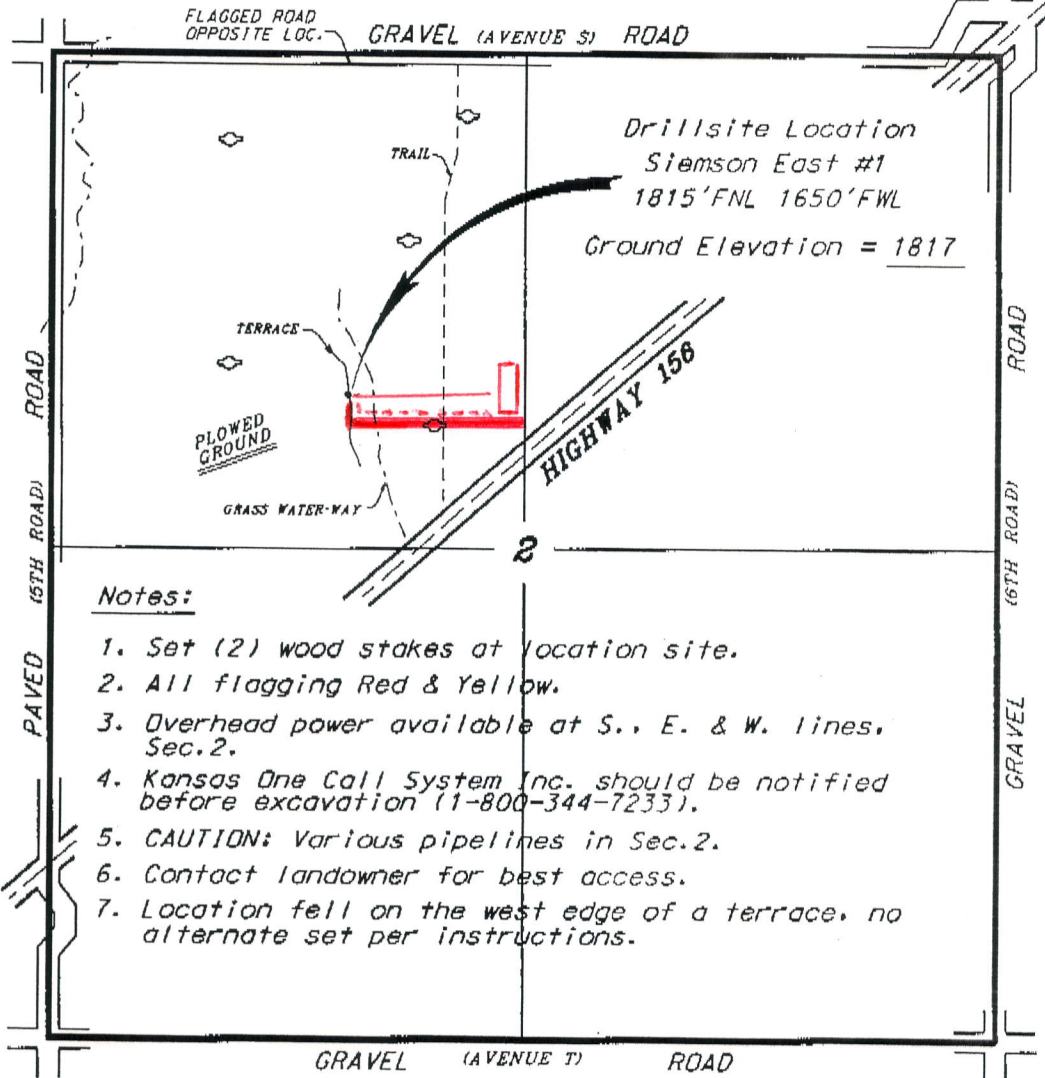 FLAGGED ROAD
OPPOSITE LOC.
GRAVEL (AVENUE S) ROAD
Drillsite Location
Siemson East #1
1815'FNL 1650'FWL
Ground Elevation = 1817
TRAIL
TERRACE
PLOWED
GROUND
GRASS WATER-WAY
HIGHWAY 156
2
PAVED (5TH ROAD) ROAD
GRAVEL (6TH ROAD) ROAD
Notes:
1. Set (2) wood stakes at location site.
2. All flagging Red & Yellow.
3. Overhead power available at S., E. & W. lines,
Sec.2.
4. Kansas One Call System Inc. should be notified
before excavation (1-800-344-7233).
5. CAUTION: Various pipelines in Sec.2.
6. Contact landowner for best access.
7. Location fell on the west edge of a terrace, no
alternate set per instructions.
GRAVEL (AVENUE T) ROAD